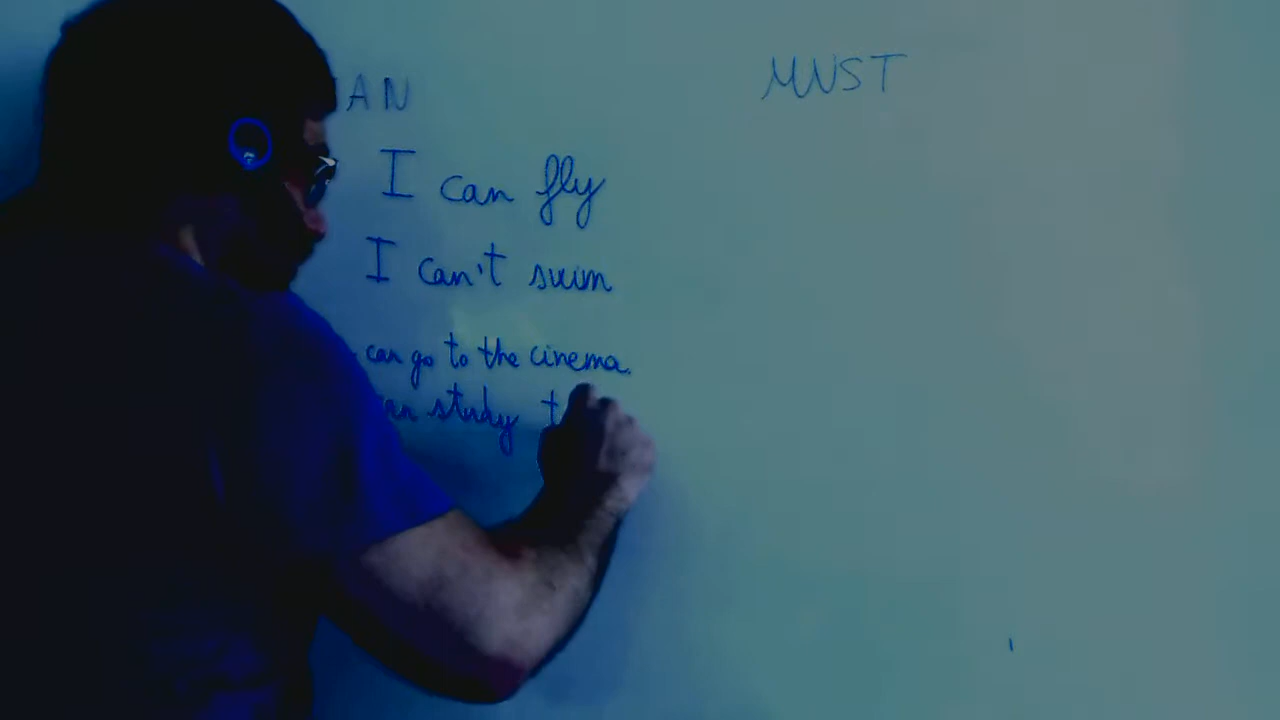 AN
MUST
I can fly
I can't swim
can go to the cinema.
study